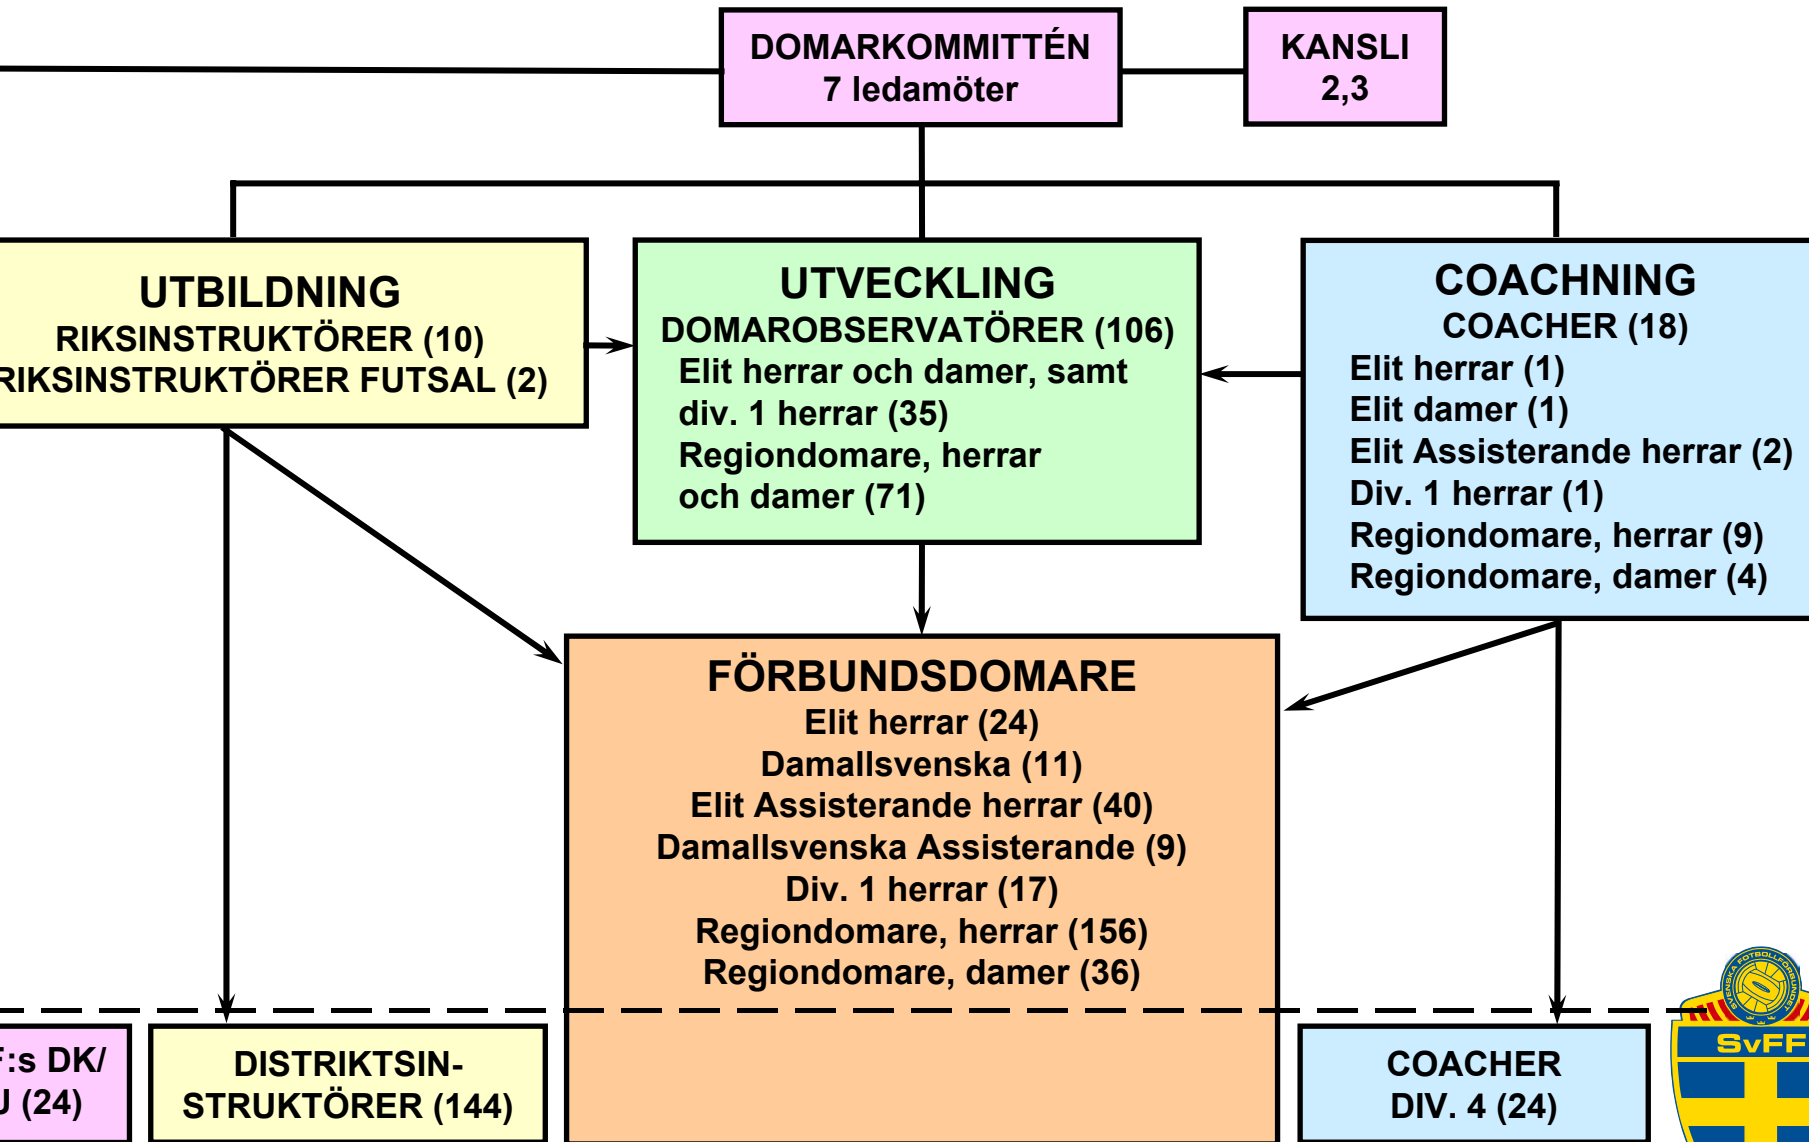 DOMARKOMMITTÉN
7 ledamöter
KANSLI
2,3
UTBILDNING
RIKSINSTRUKTÖRER (10)
RIKSINSTRUKTÖRER FUTSAL (2)
UTVECKLING
DOMAROBSERVATÖRER (106)
Elit herrar och damer, samt
div. 1 herrar (35)
Regiondomare, herrar
och damer (71)
COACHNING
COACHER (18)
Elit herrar (1)
Elit damer (1)
Elit Assisterande herrar (2)
Div. 1 herrar (1)
Regiondomare, herrar (9)
Regiondomare, damer (4)
FÖRBUNDSDOMARE
Elit herrar (24)
Damallsvenska (11)
Elit Assisterande herrar (40)
Damallsvenska Assisterande (9)
Div. 1 herrar (17)
Regiondomare, herrar (156)
Regiondomare, damer (36)
F:s DK/
U (24)
DISTRIKTSIN-
STRUKTÖRER (144)
COACHER
DIV. 4 (24)
SVENSKA FOTBOLLFÖRBUNDET
SvFF